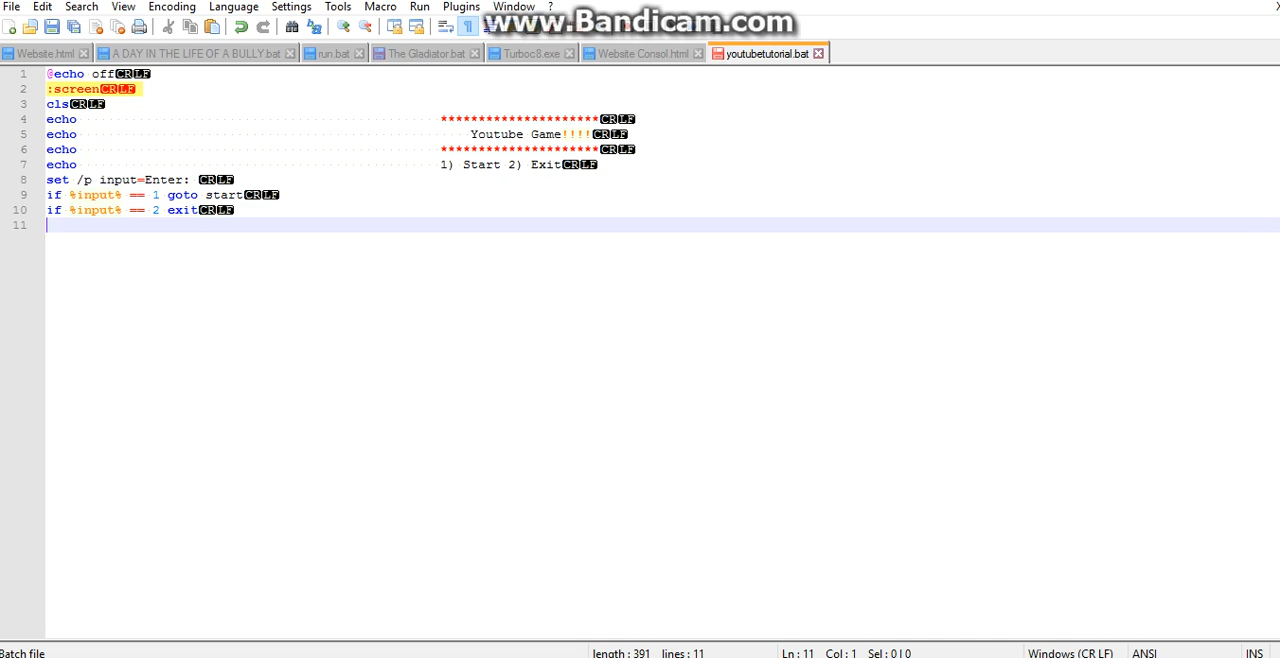 File Edit Search View Encoding Language Settings Tools Macro Run Plugins Window ?
www.Bandicam.com
Website.html A DAY IN THE LIFE OF A BULLY.bat run.bat The Gladiator.bat Turboc8.exe Website Consol.html youtubetutorial.bat
1 @echo offCRLF
2 :screenCRLF
3 clsCRLF
4 echo *********************CRLF
5 echo Youtube Game!!!!CRLF
6 echo *********************CRLF
7 echo 1) Start 2) ExitCRLF
8 set /p input=Enter: CRLF
9 if %input% == 1 goto startCRLF
10 if %input% == 2 exitCRLF
11
Batch file length : 391 lines : 11 Ln : 11 Col : 1 Sel : 0 | 0 Windows (CR LF) ANSI INS